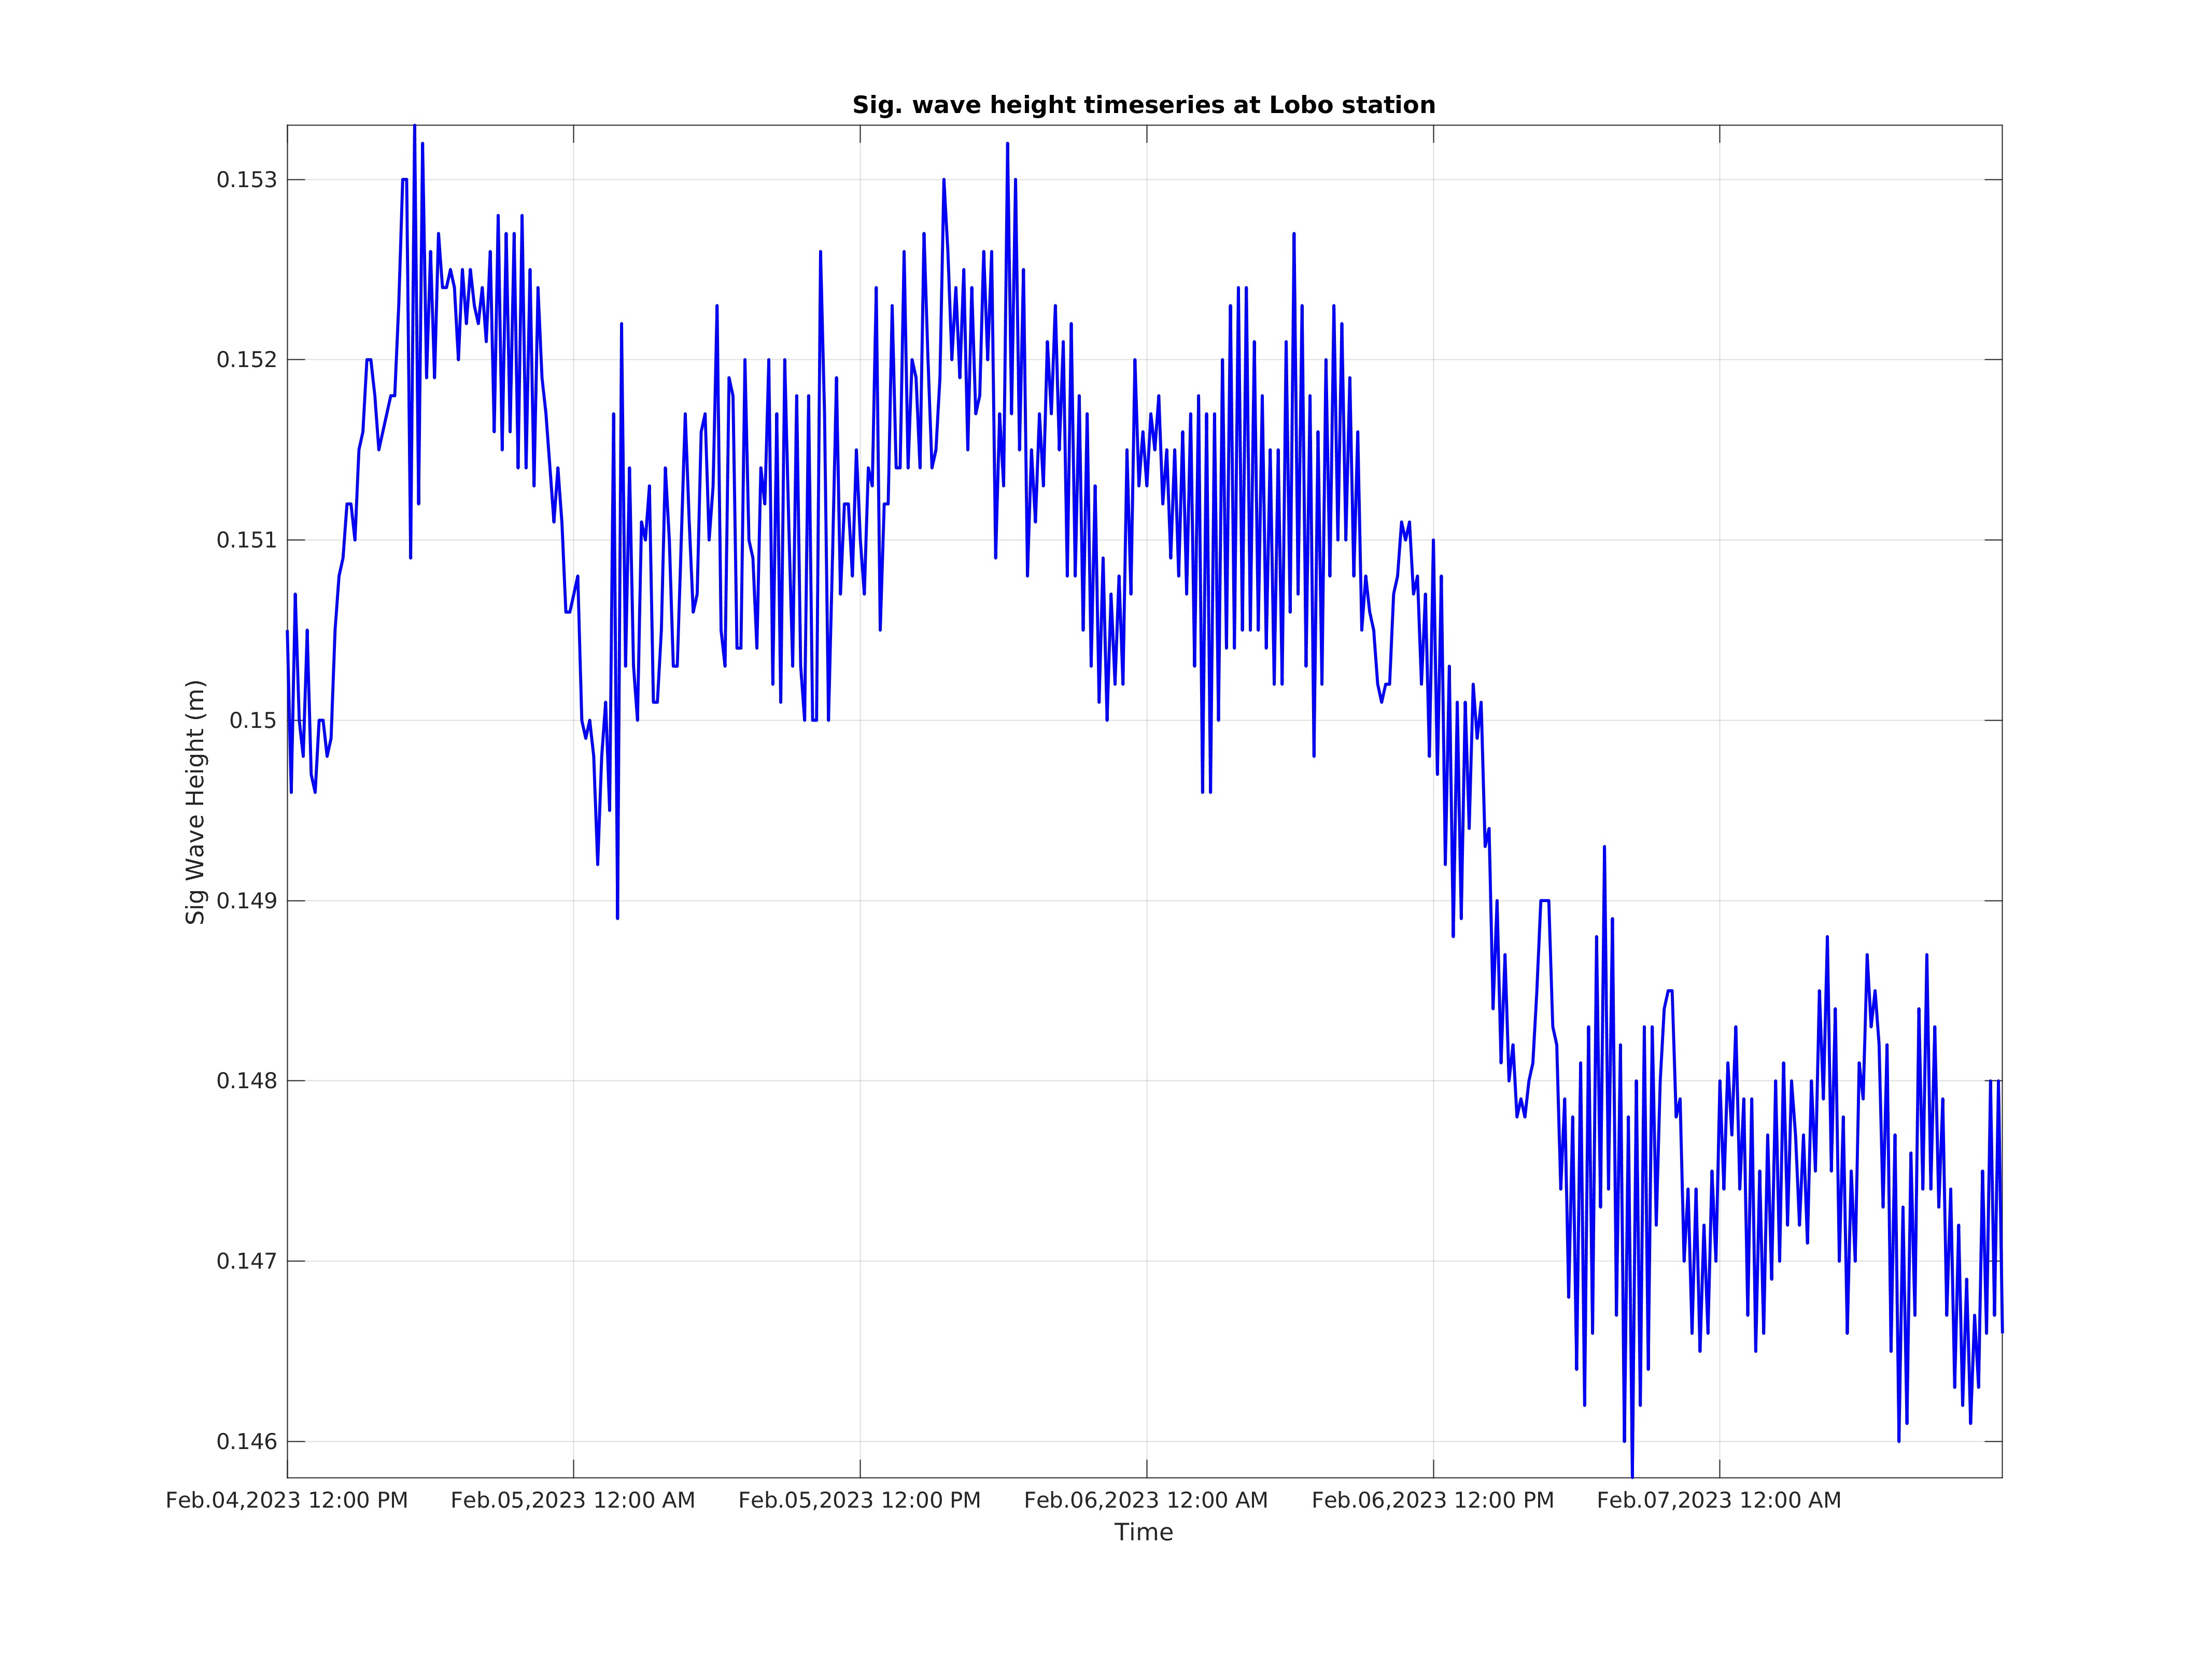 Sig. wave height timeseries at Lobo station
Sig Wave Height (m)
0.153
0.152
0.151
0.15
0.149
0.148
0.147
0.146
Feb.04,2023 12:00 PM
Feb.05,2023 12:00 AM
Feb.05,2023 12:00 PM
Feb.06,2023 12:00 AM
Feb.06,2023 12:00 PM
Feb.07,2023 12:00 AM
Time